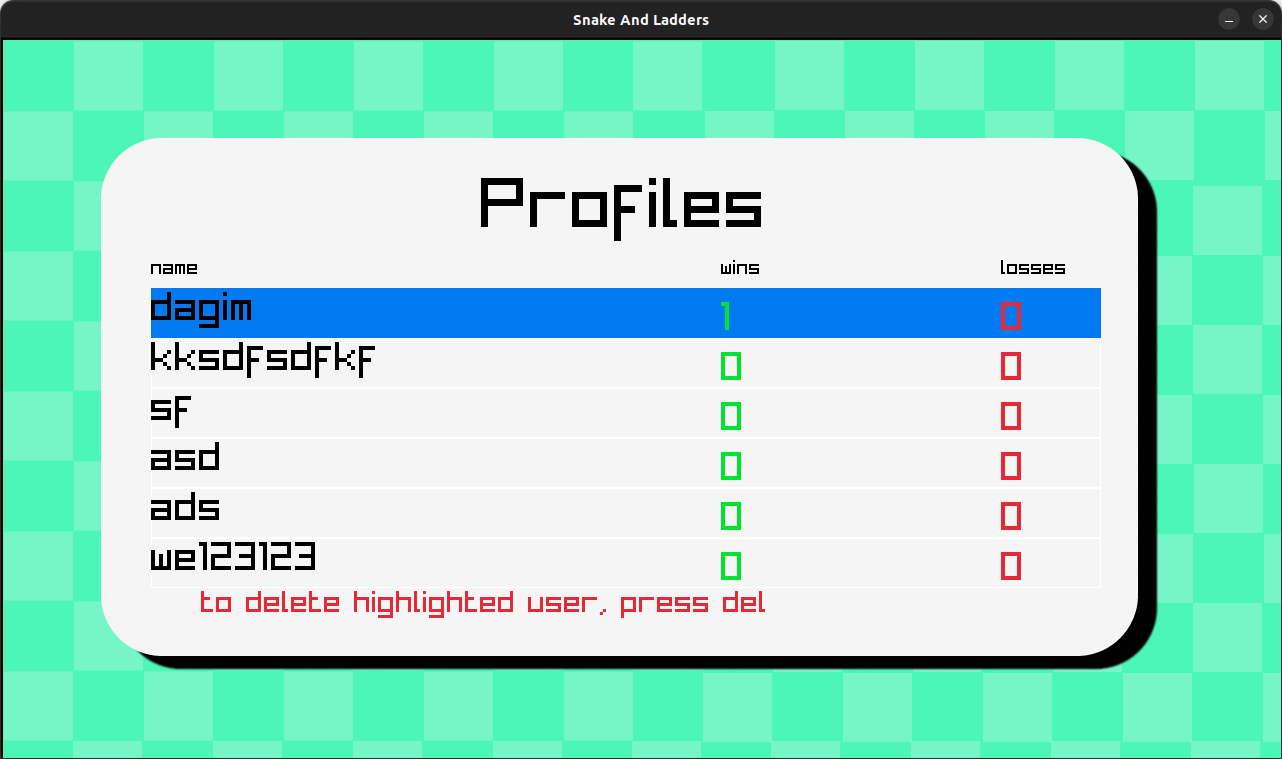 Snake And Ladders
Profiles
name wins losses
dagim 1 0
kksdfsdfkf 0 0
sf 0 0
asd 0 0
ads 0 0
we123123 0 0
to delete highlighted user, press del